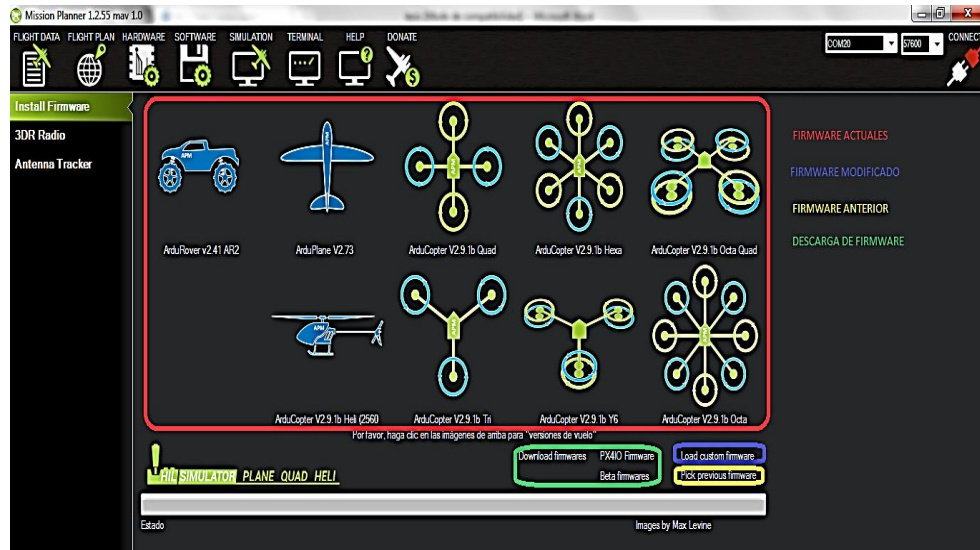 Mission Planner 1.2.55 mav 1.0
FLIGHT DATA FLIGHT PLAN HARDWARE SOFTWARE SIMULATION TERMINAL HELP DONATE
COM20 57600 CONNECT
Install Firmware
3DR Radio
Antenna Tracker
FIRMWARE ACTUALES
FIRMWARE MODIFICADO
FIRMWARE ANTERIOR
DESCARGA DE FIRMWARE
APM
ArduRover v2.41 AR2 ArduPlane V2.73 ArduCopter V2.9.1b Quad ArduCopter V2.9.1b Hexa ArduCopter V2.9.1b Octa Quad
ArduCopter V2.9.1b Heli (2560 ArduCopter V2.9.1b Tri ArduCopter V2.9.1b Y6 ArduCopter V2.9.1b Octa
Por favor, haga clic en las imágenes de arriba para "versiones de vuelo"
Download firmwares PX4IO Firmware Load custom firmware
Beta firmwares Pick previous firmware
HIL SIMULATOR PLANE QUAD HELI
Estado Images by Max Levine